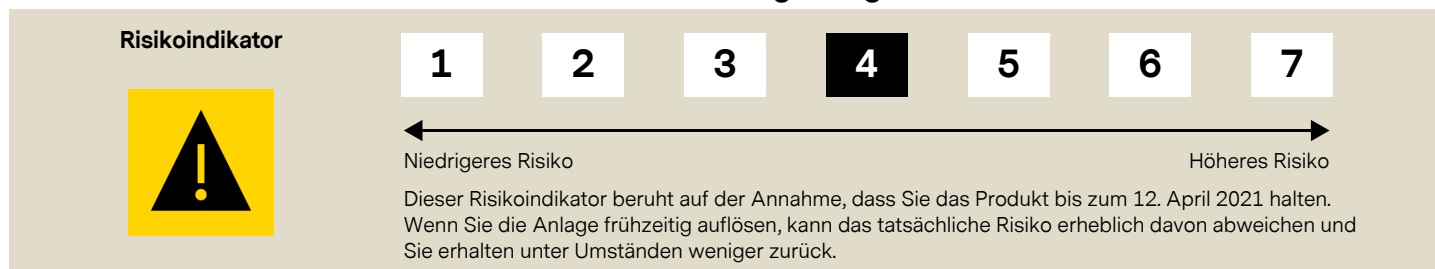 Risikoindikator
1 2 3 4 5 6 7
Niedrigeres Risiko Höheres Risiko
Dieser Risikoindikator beruht auf der Annahme, dass Sie das Produkt bis zum 12. April 2021 halten.
Wenn Sie die Anlage frühzeitig auflösen, kann das tatsächliche Risiko erheblich davon abweichen und
Sie erhalten unter Umständen weniger zurück.